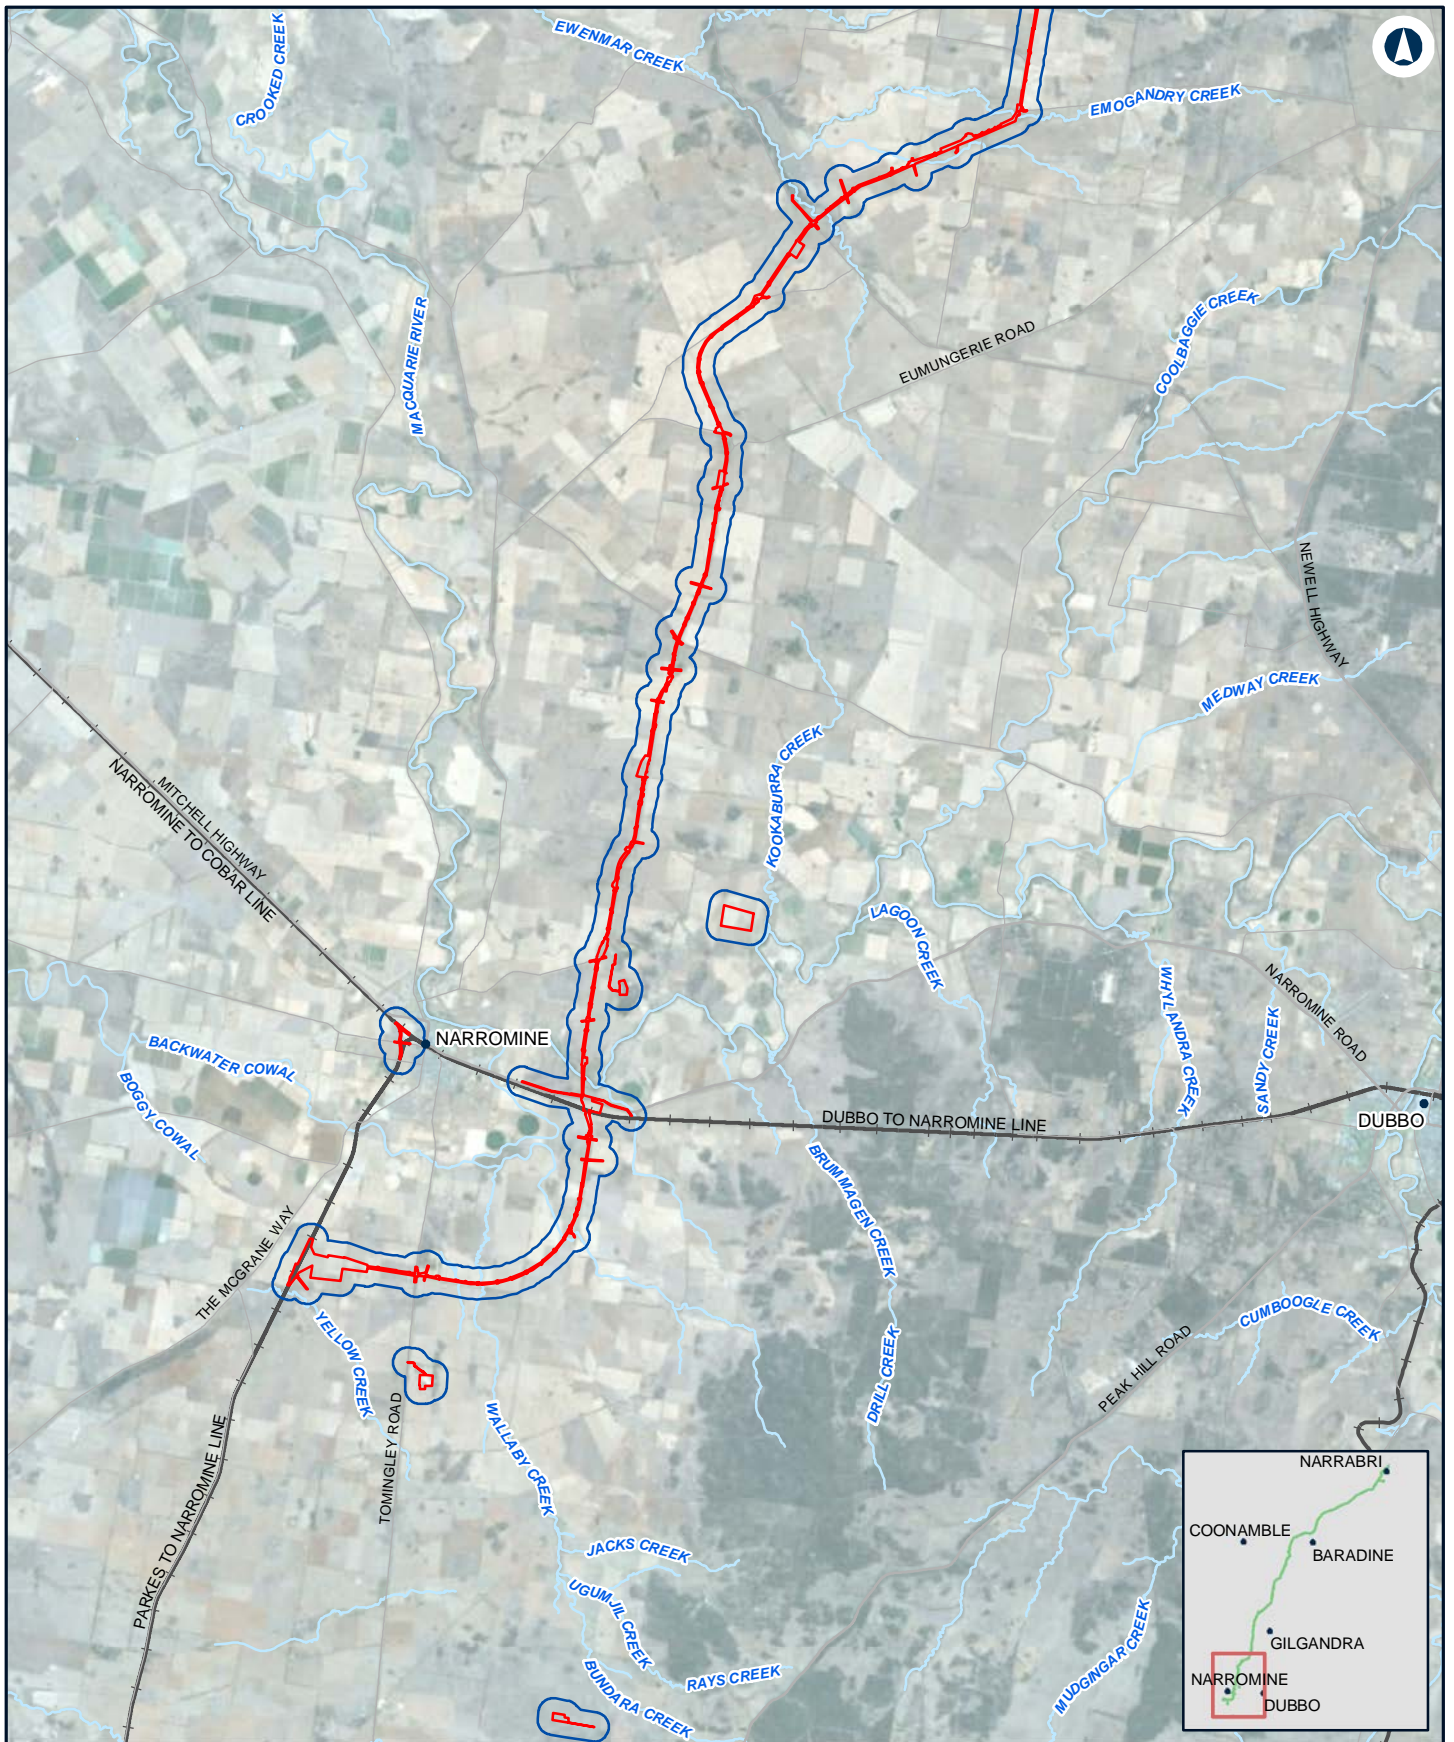 EWENMAR CREEK
CROOKED CREEK
EMOGANDRY CREEK
MACQUARIE RIVER
COOLBAGGIE CREEK
EUMUNGERIE ROAD
NEWELL HIGHWAY
MEDWAY CREEK
KOOKABURRA CREEK
MITCHELL HIGHWAY
NARROMINE TO COBAR LINE
LAGOON CREEK
WHYLANDRA CREEK
SANDY CREEK
NARROMINE ROAD
NARROMINE
BACKWATER COWAL
BOGGY COWAL
DUBBO TO NARROMINE LINE
DUBBO
BRUMMAGEN CREEK
THE MCGRANE WAY
YELLOW CREEK
CUMBOOGLE CREEK
PEAK HILL ROAD
DRILL CREEK
TOMINGLEY ROAD
WALLABY CREEK
PARKES TO NARROMINE LINE
JACKS CREEK
UGUMJIL CREEK
RAYS CREEK
BUNDARA CREEK
MUDGINGAR CREEK
NARRABRI
COONAMBLE
BARADINE
GILGANDRA
NARROMINE
DUBBO